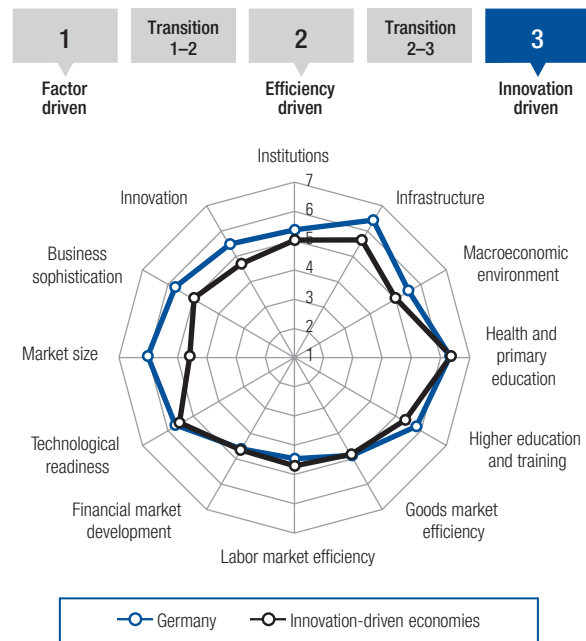 1
Transition
1–2
2
Transition
2–3
3
Factor
driven
Efficiency
driven
Innovation
driven
Institutions
Innovation
Infrastructure
Business
sophistication
Macroeconomic
environment
Market size
Health and
primary
education
Technological
readiness
Higher education
and training
Financial market
development
Goods market
efficiency
Labor market efficiency
7
6
5
4
3
2
1
Germany
Innovation-driven economies